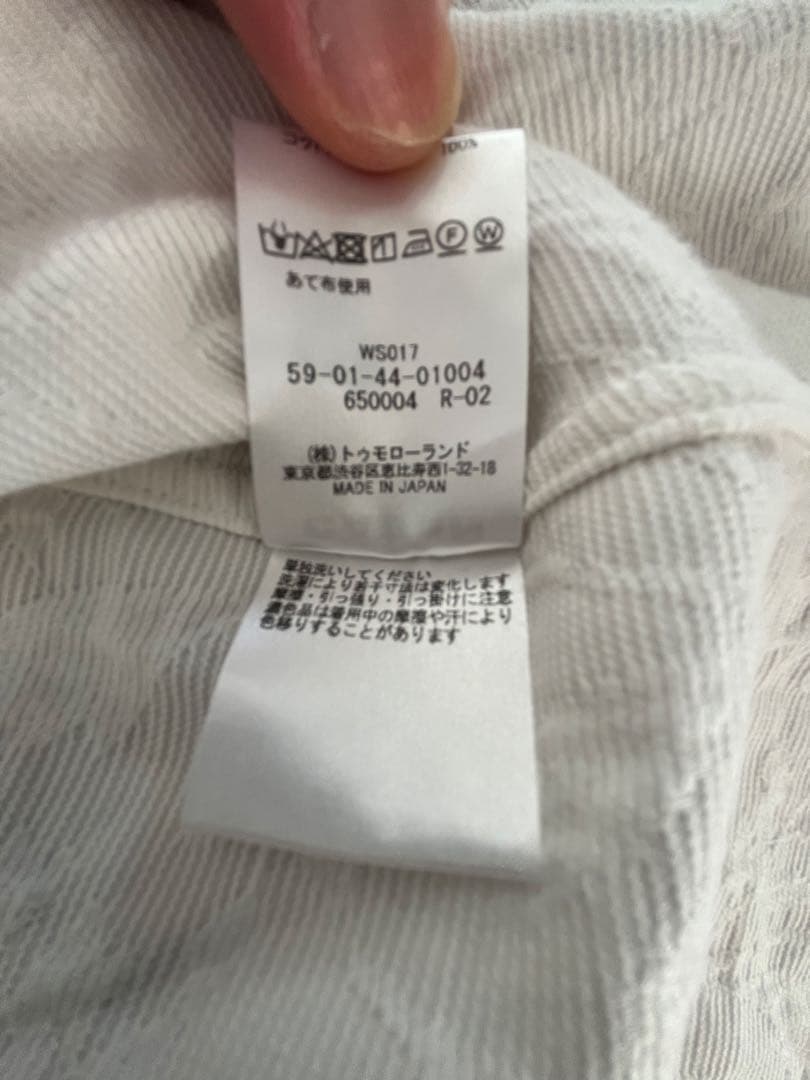 100%
F W
あて布使用
WS017
59-01-44-01004
650004 R-02
(株)トゥモローランド
東京都渋谷区恵比寿西1-32-18
MADE IN JAPAN
単独洗いしてください
洗濯により若干寸法は変化します
摩擦・引っ張り・引っ掛けに注意
濃色品は着用中の摩擦や汗により
色移りすることがあります